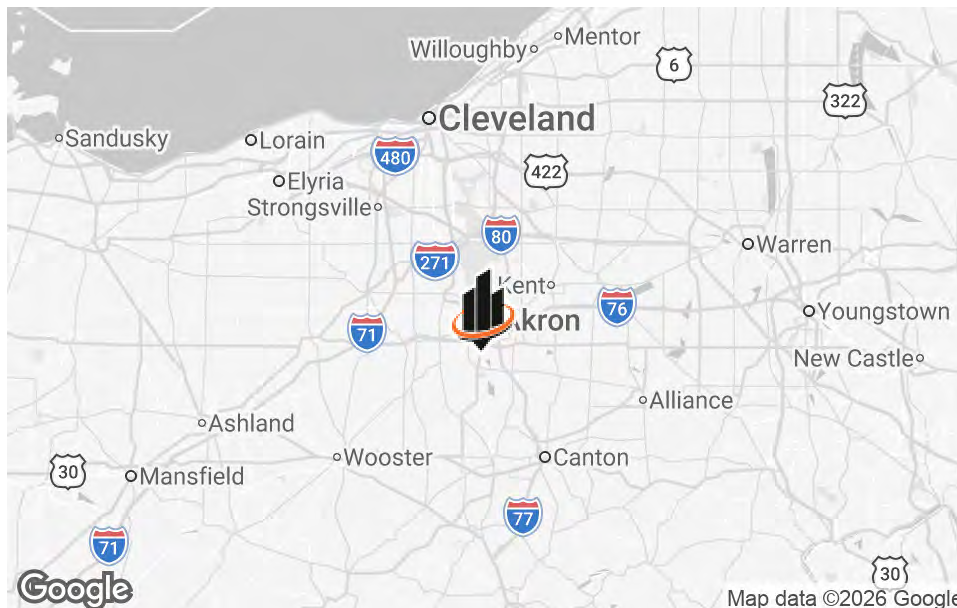 Willoughby
Mentor
6
322
Cleveland
Sandusky
Lorain
480
422
Elyria
Strongsville
80
Warren
271
Kent
76
Youngstown
Akron
71
New Castle
Alliance
Ashland
30
Wooster
Canton
Mansfield
77
71
30
Google
Map data ©2026 Google